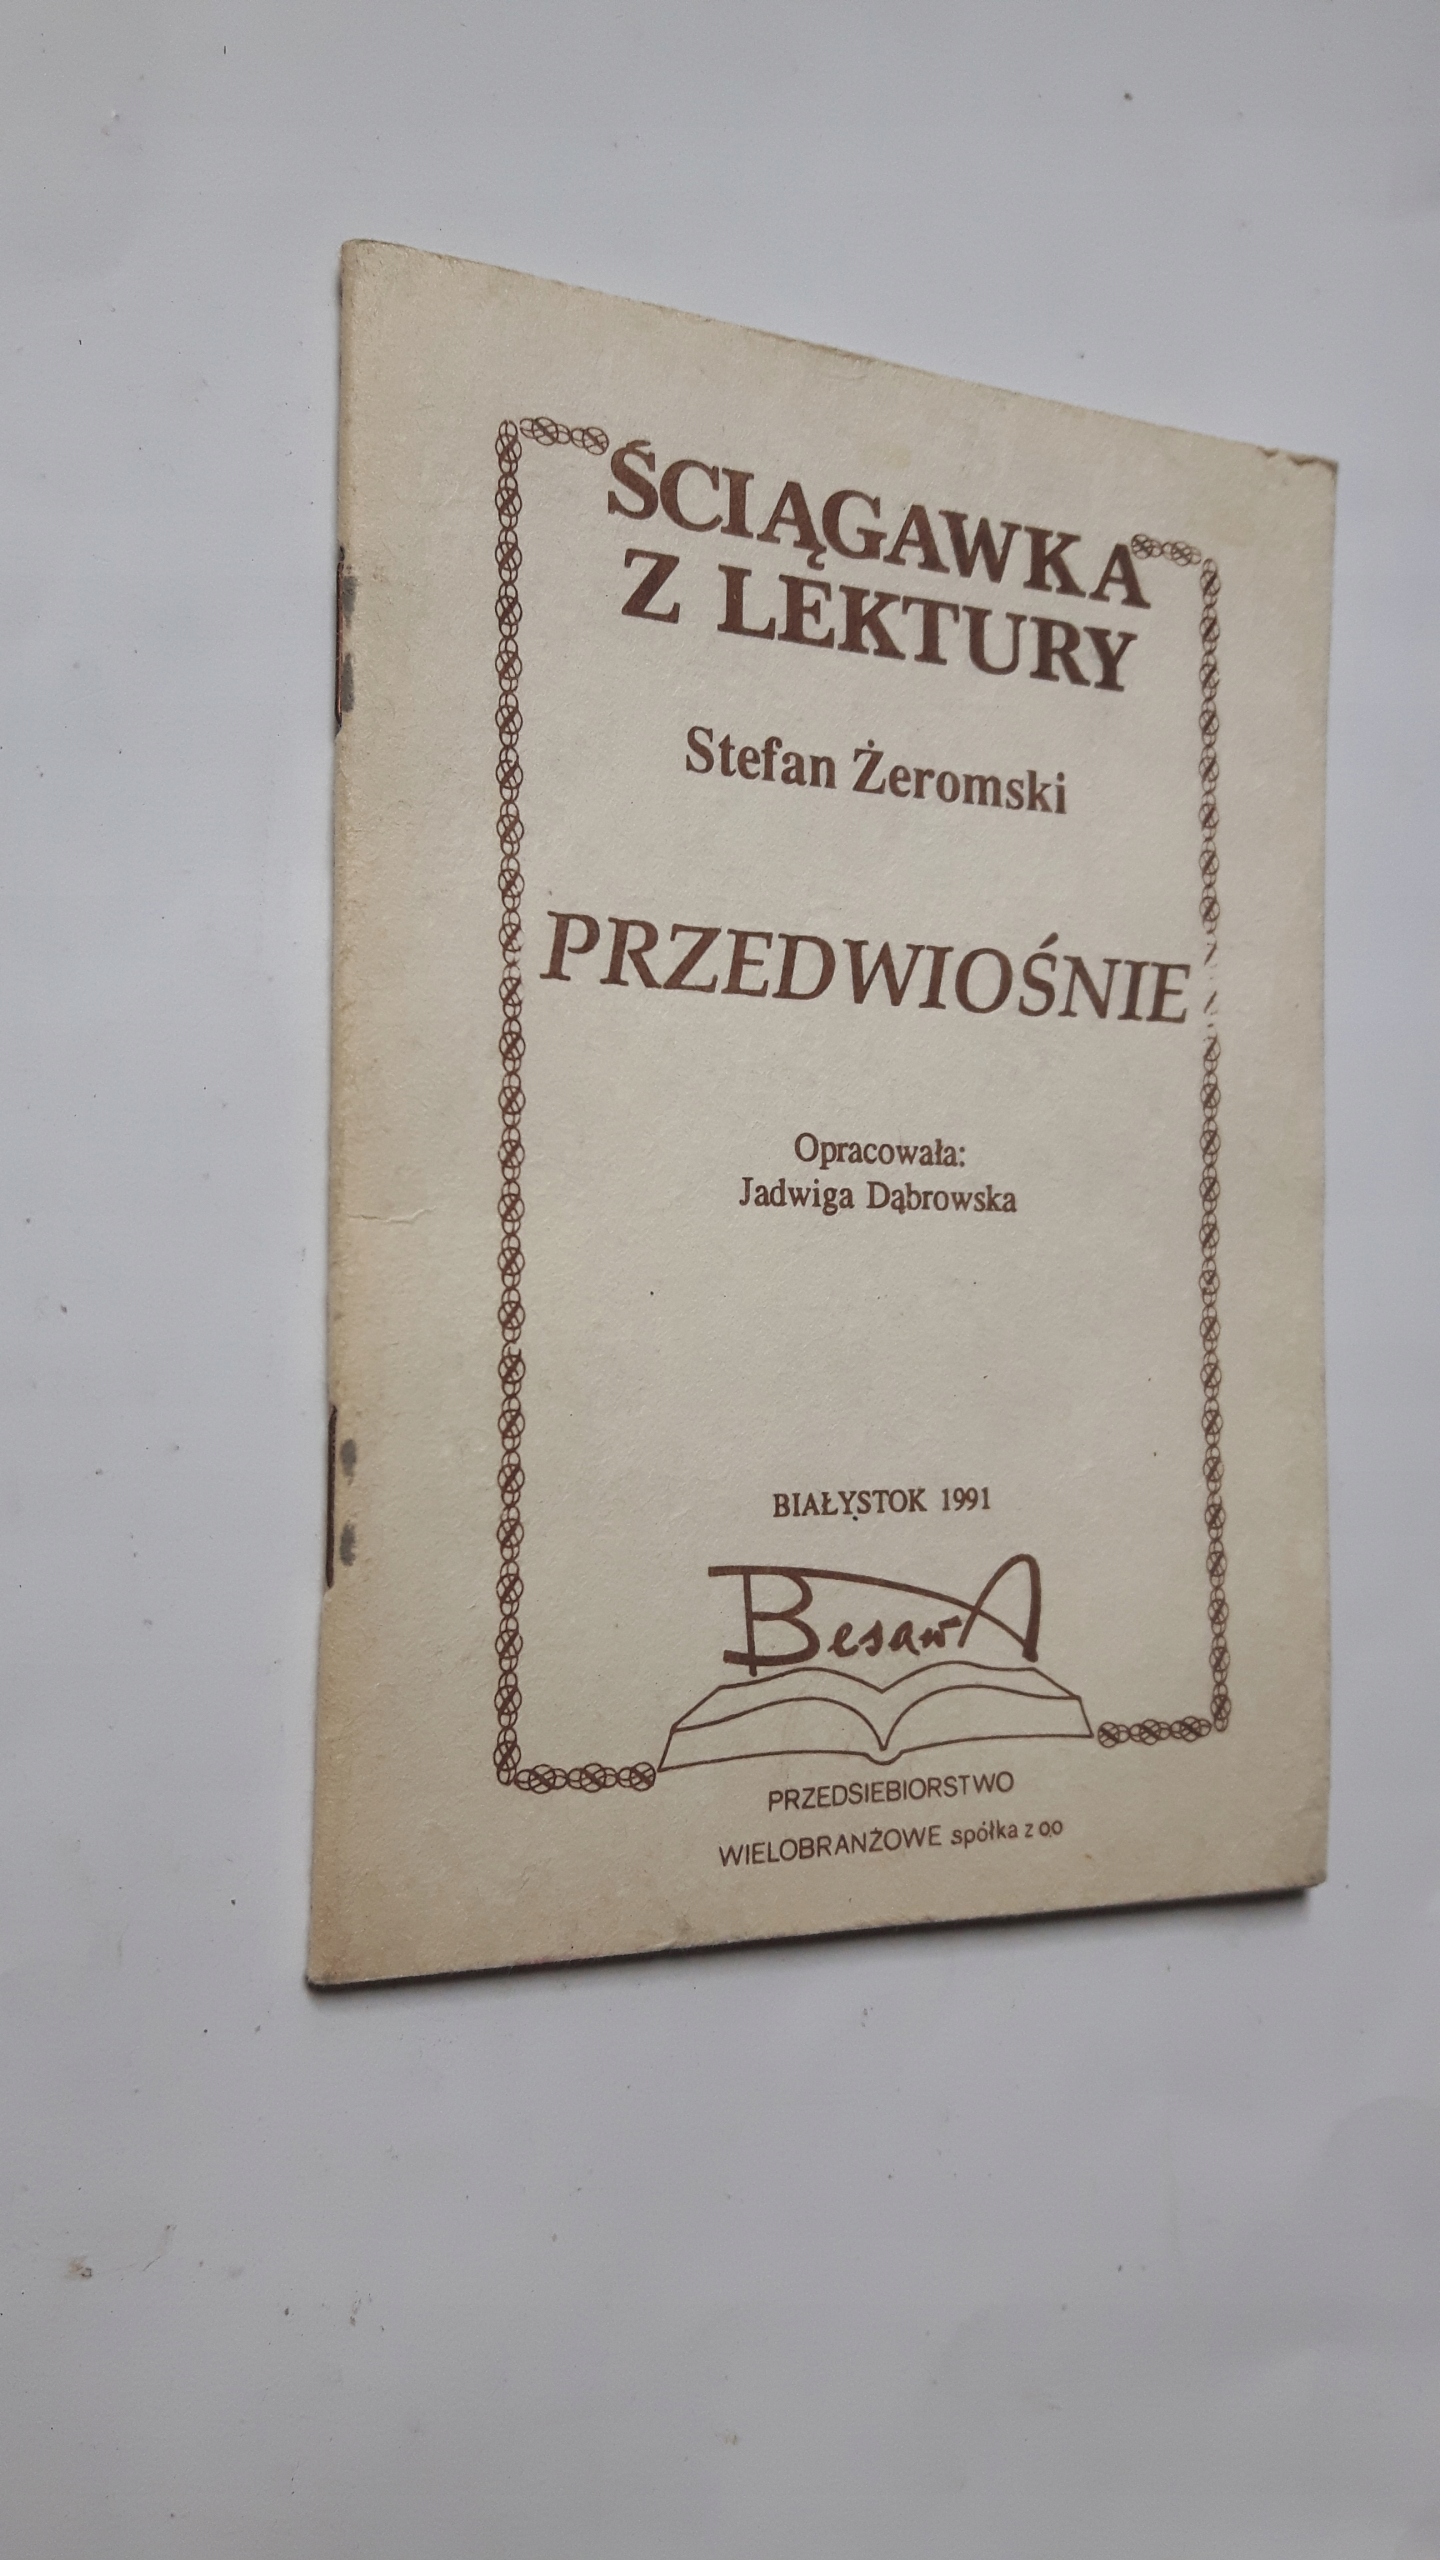 ŚCIĄGAWKA
Z LEKTURY
Stefan Żeromski
PRZEDWIOŚNIE
Opracowała:
Jadwiga Dąbrowska
BIAŁYSTOK 1991
BesawA
PRZEDSIEBIORSTWO
WIELOBRANŻOWE spółka z o.o